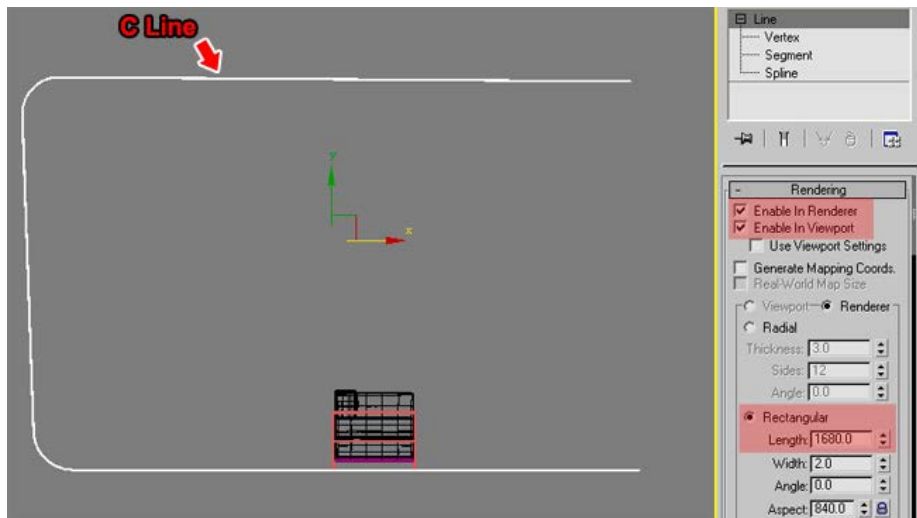 C Line
y
x
Line
Vertex
Segment
Spline
Rendering
Enable In Renderer
Enable In Viewport
Use Viewport Settings
Generate Mapping Coords.
Real-World Map Size
Viewport Renderer
Radial
Thickness: 3.0
Sides: 12
Angle: 0.0
Rectangular
Length: 1680.0
Width: 2.0
Angle: 0.0
Aspect: 840.0